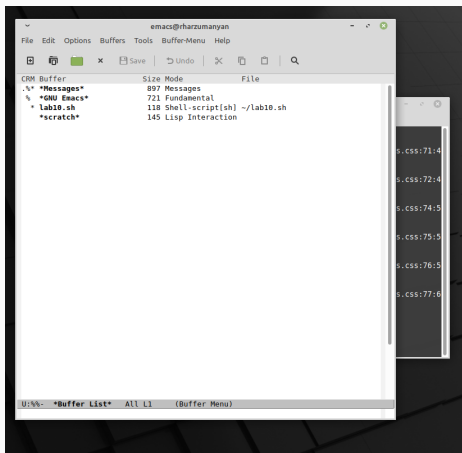 emacs@rharzumanyan
File Edit Options Buffers Tools Buffer-Menu Help
Save Undo
CRM Buffer Size Mode File
.%* *Messages* 897 Messages
% *GNU Emacs* 721 Fundamental
* lab10.sh 118 Shell-script[sh] ~/lab10.sh
*scratch* 145 Lisp Interaction
s.css:71:4
s.css:72:4
s.css:74:5
s.css:75:5
s.css:76:5
s.css:77:6
U:%%- *Buffer List* All L1 (Buffer Menu)